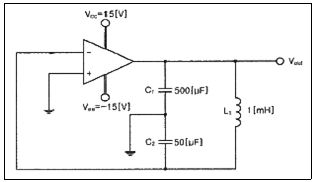 Vcc=15[V]
−
+
Vout
C₁ 500[μF]
Vee=-15[V]
L₁ 1[mH]
C₂ 50[μF]